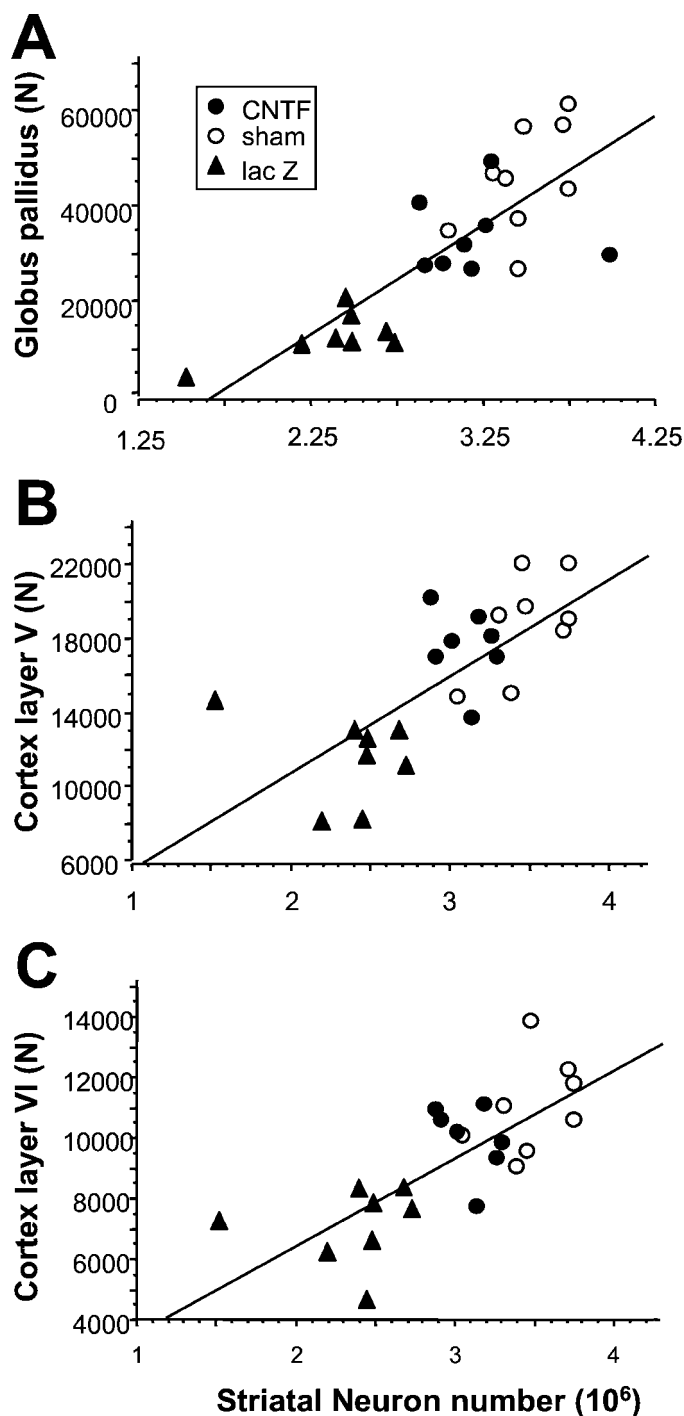 A
Globus pallidus (N)
60000
40000
20000
0
CNTF
sham
lac Z
1.25 2.25 3.25 4.25
B
Cortex layer V (N)
22000
18000
14000
10000
6000
1 2 3 4
C
Cortex layer VI (N)
14000
12000
10000
8000
6000
4000
1 2 3 4
Striatal Neuron number (10⁶)